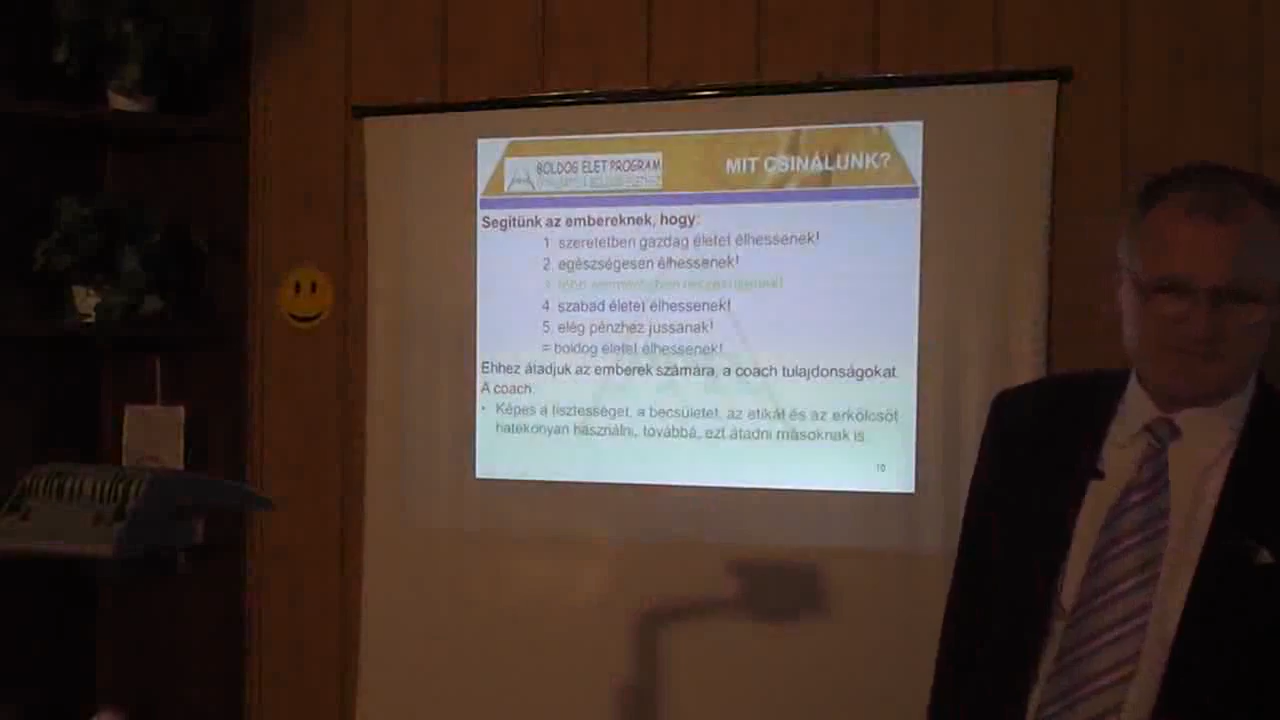 BOLDOG ÉLET PROGRAM
MIT CSINÁLUNK?
Segítünk az embereknek, hogy:
1. szeretetben gazdag életet élhessenek!
2. egészségesen élhessenek!
3.
4. szabad életet élhessenek!
5. elég pénzhez jussanak!
= boldog életet élhessenek!
Ehhez átadjuk az emberek számára, a coach tulajdonságokat.
A coach:
• Képes a tisztességet, a becsületet, az etikát és az erkölcsöt
hatékonyan használni, továbbá, ezt átadni másoknak is.
10